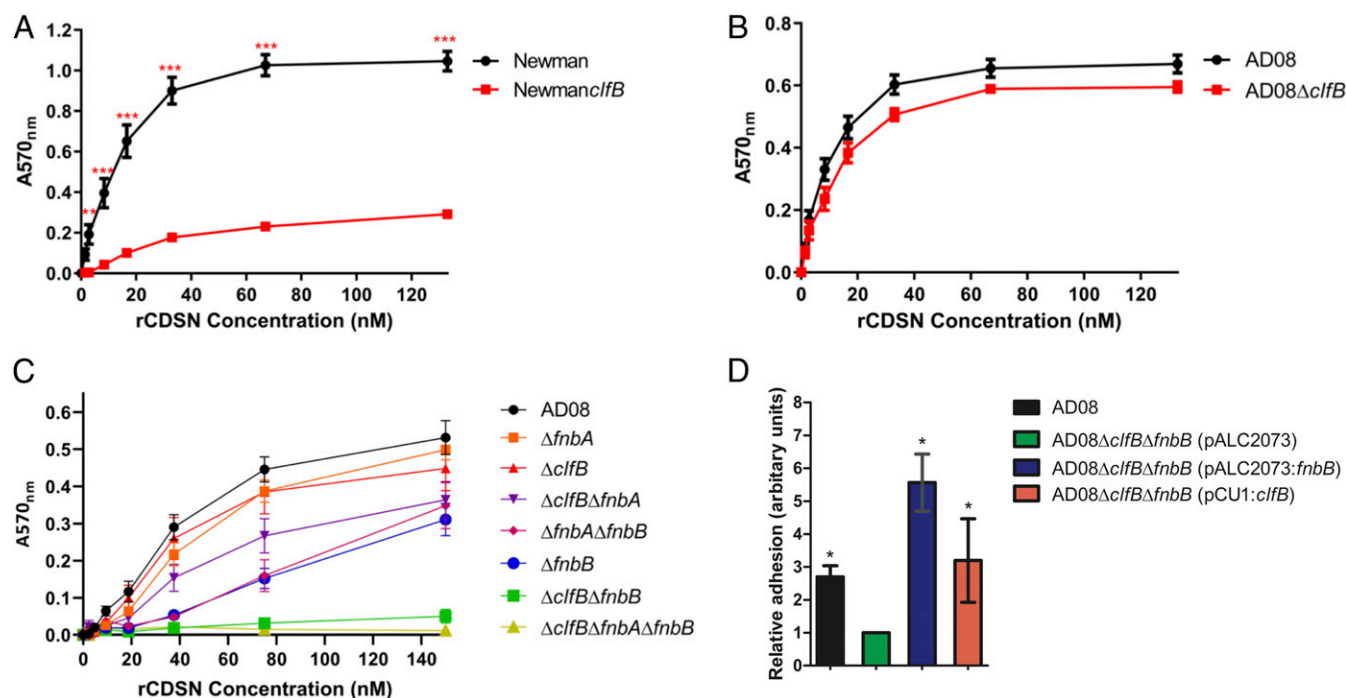 A
1.2
1.0
0.8
0.6
0.4
0.2
0.0
A570nm
** *** *** *** *** ***
0 20 40 60 80 100 120
rCDSN Concentration (nM)
Newman
NewmanclfB
B
0.8
0.6
0.4
0.2
0.0
A570nm
0 20 40 60 80 100 120
rCDSN Concentration (nM)
AD08
AD08ΔclfB
C
0.6
0.5
0.4
0.3
0.2
0.1
0.0
A570nm
0 20 40 60 80 100 120 140
rCDSN Concentration (nM)
AD08
ΔfnbA
ΔclfB
ΔclfBΔfnbA
ΔfnbAΔfnbB
ΔfnbB
ΔclfBΔfnbB
ΔclfBΔfnbAΔfnbB
D
8
7
6
5
4
3
2
1
0
Relative adhesion (arbitary units)
* * *
AD08
AD08ΔclfBΔfnbB (pALC2073)
AD08ΔclfBΔfnbB (pALC2073:fnbB)
AD08ΔclfBΔfnbB (pCU1:clfB)